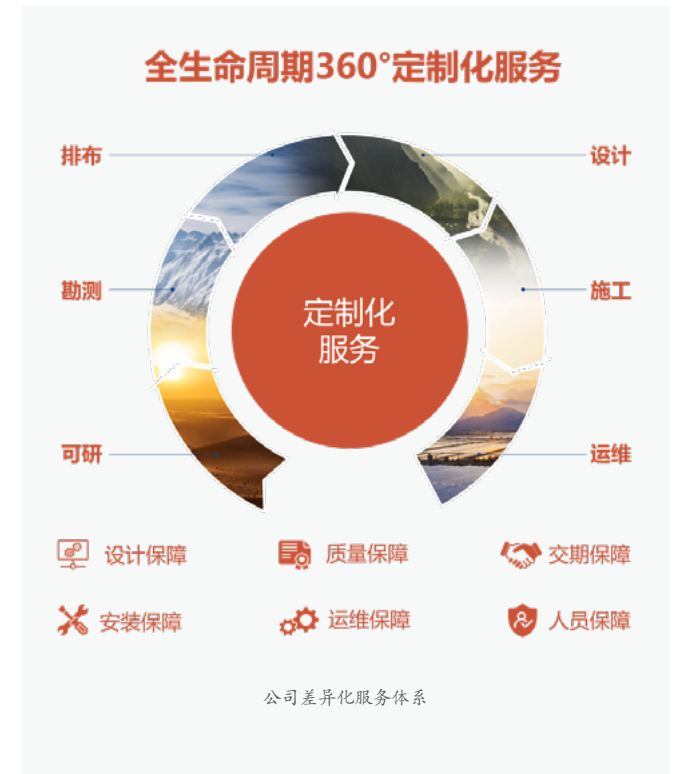 全生命周期360°定制化服务
排布
设计
勘测
施工
定制化
服务
可研
运维
设计保障
质量保障
交期保障
安装保障
运维保障
人员保障
公司差异化服务体系